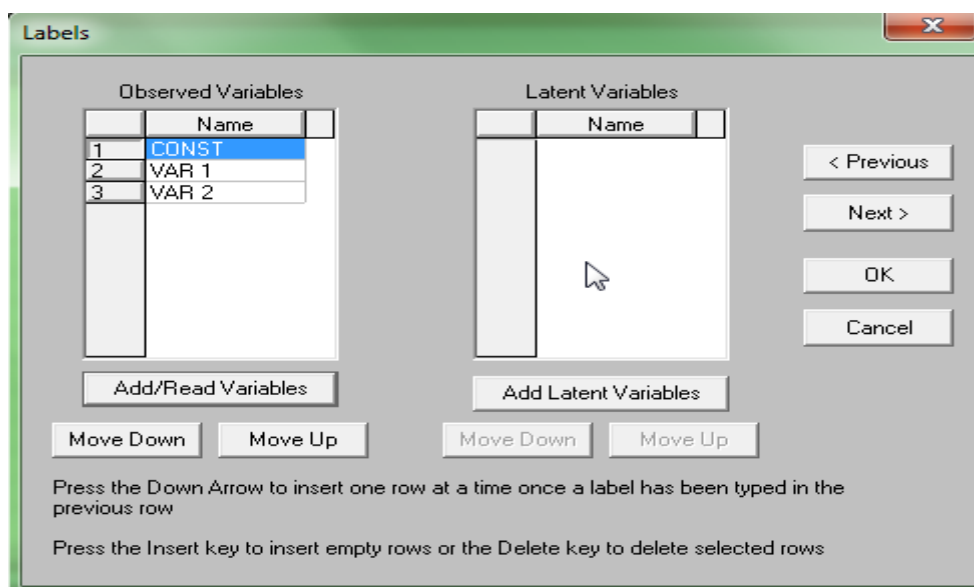 Labels
Observed Variables
Name
1 CONST
2 VAR 1
3 VAR 2
Add/Read Variables
Move Down Move Up
Latent Variables
Name
Add Latent Variables
Move Down Move Up
< Previous
Next >
OK
Cancel
Press the Down Arrow to insert one row at a time once a label has been typed in the
previous row
Press the Insert key to insert empty rows or the Delete key to delete selected rows